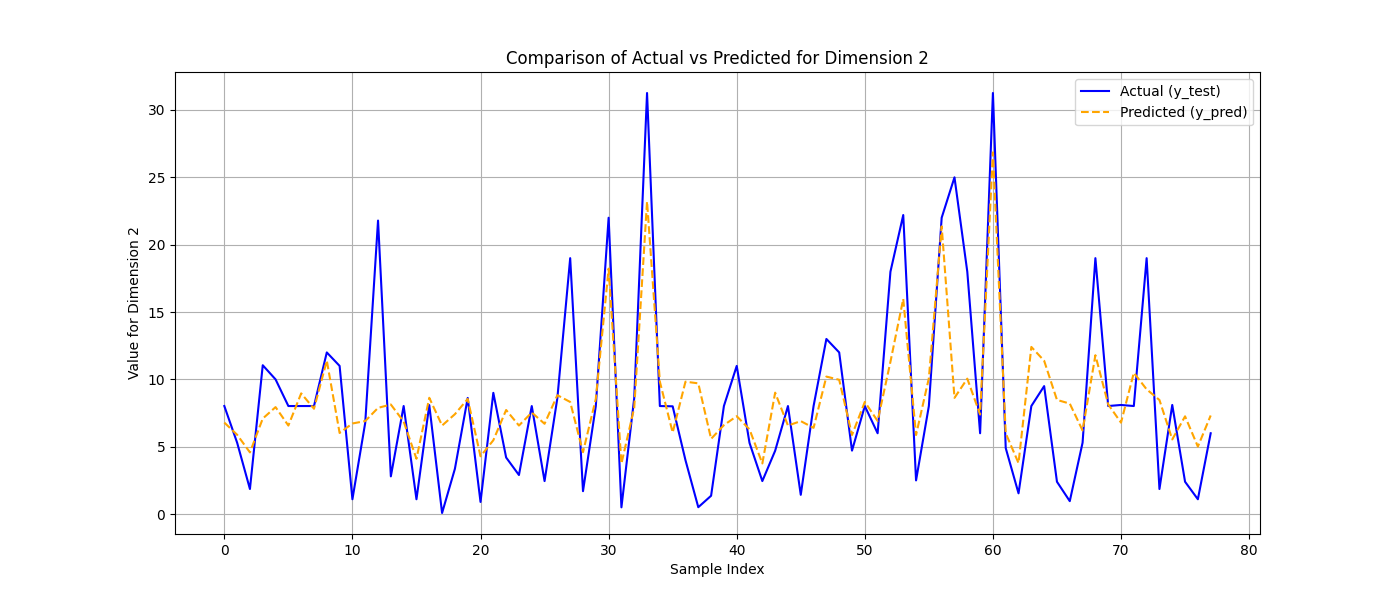 Comparison of Actual vs Predicted for Dimension 2
Actual (y_test)
Predicted (y_pred)
Value for Dimension 2
30
25
20
15
10
5
0
0 10 20 30 40 50 60 70 80
Sample Index